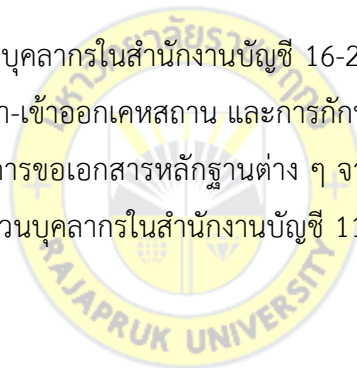 บุคลากรในสำนักงานบัญชี 16-2
า-เข้าออกเคหสถาน และการกักต
การขอเอกสารหลักฐานต่าง ๆ จา
วนบุคลากรในสำนักงานบัญชี 11
RAJAPRUK UNIVERSITY